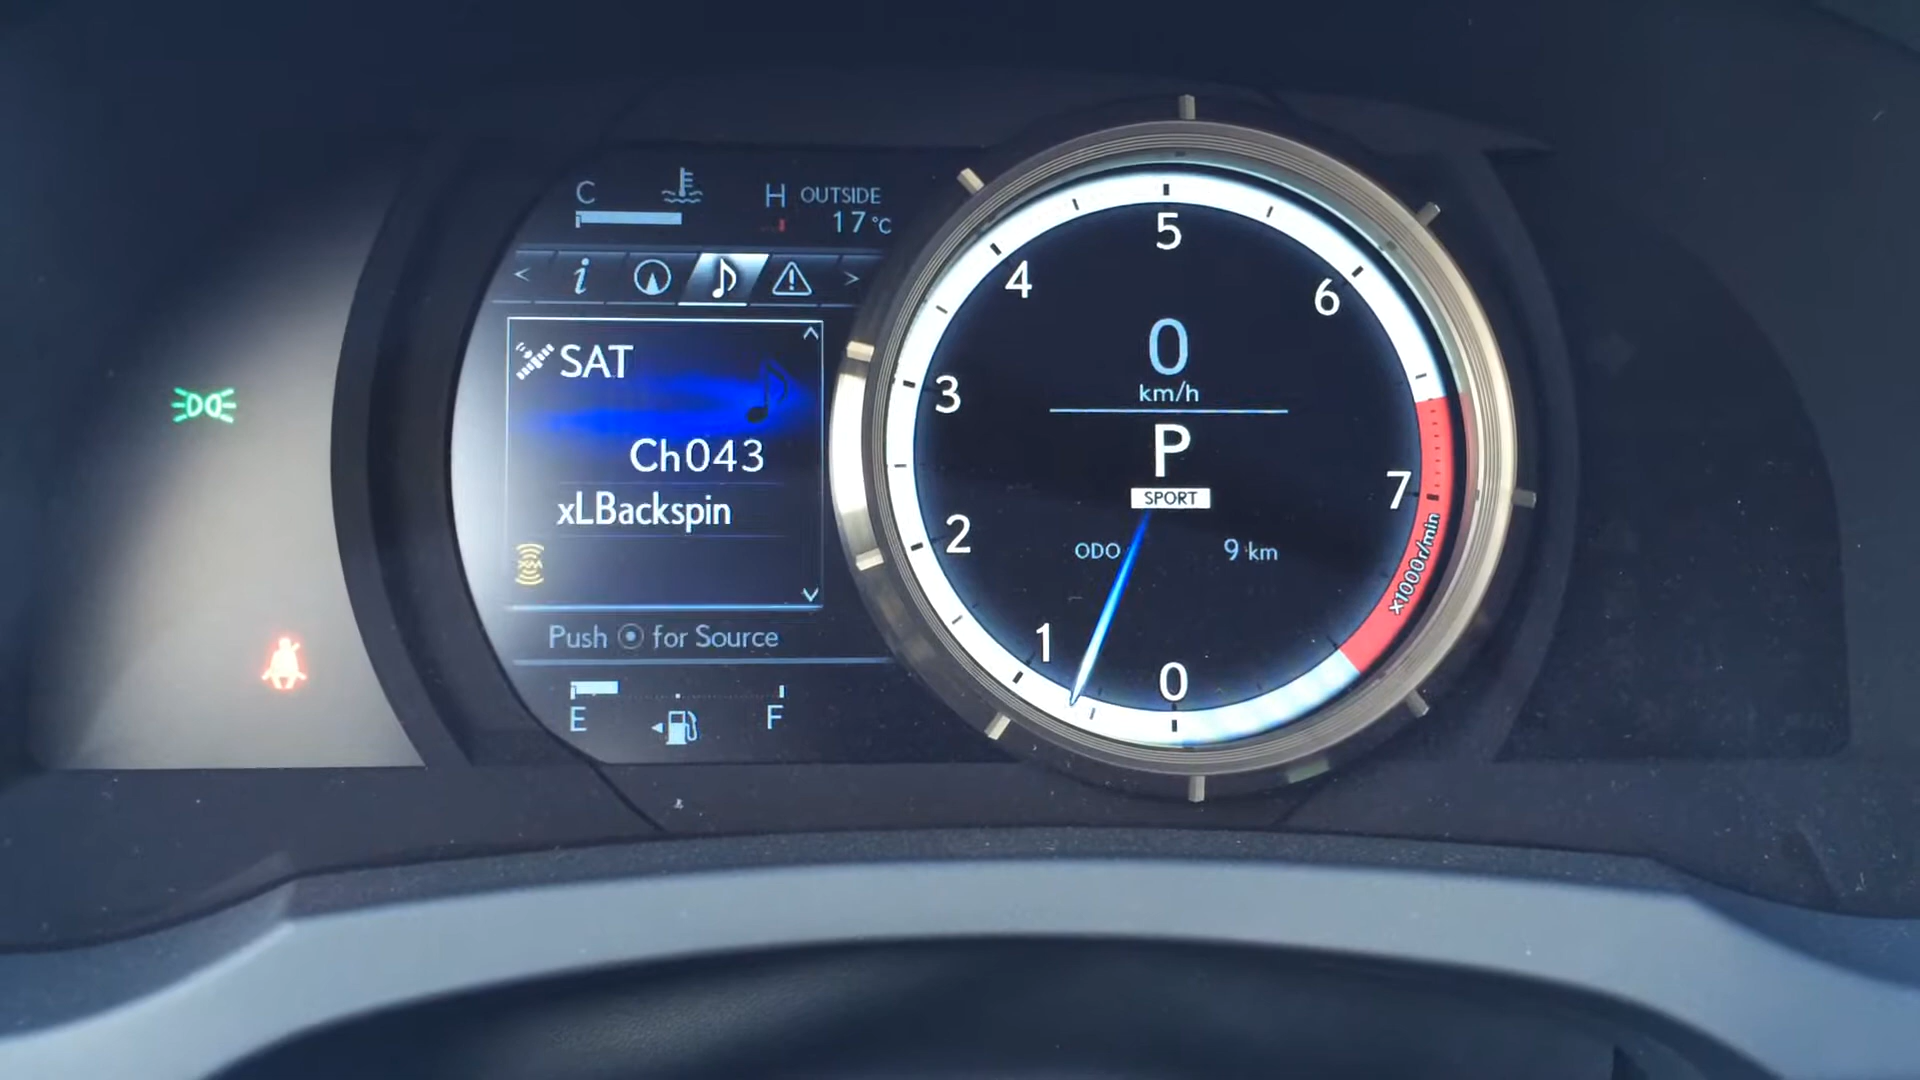 C H OUTSIDE
17°C
< i >
SAT
Ch043
xLBackspin
XM
Push for Source
E F
5
4 6
3
2
1
0
7
0
km/h
P
SPORT
ODO 9 km
x1000r/min